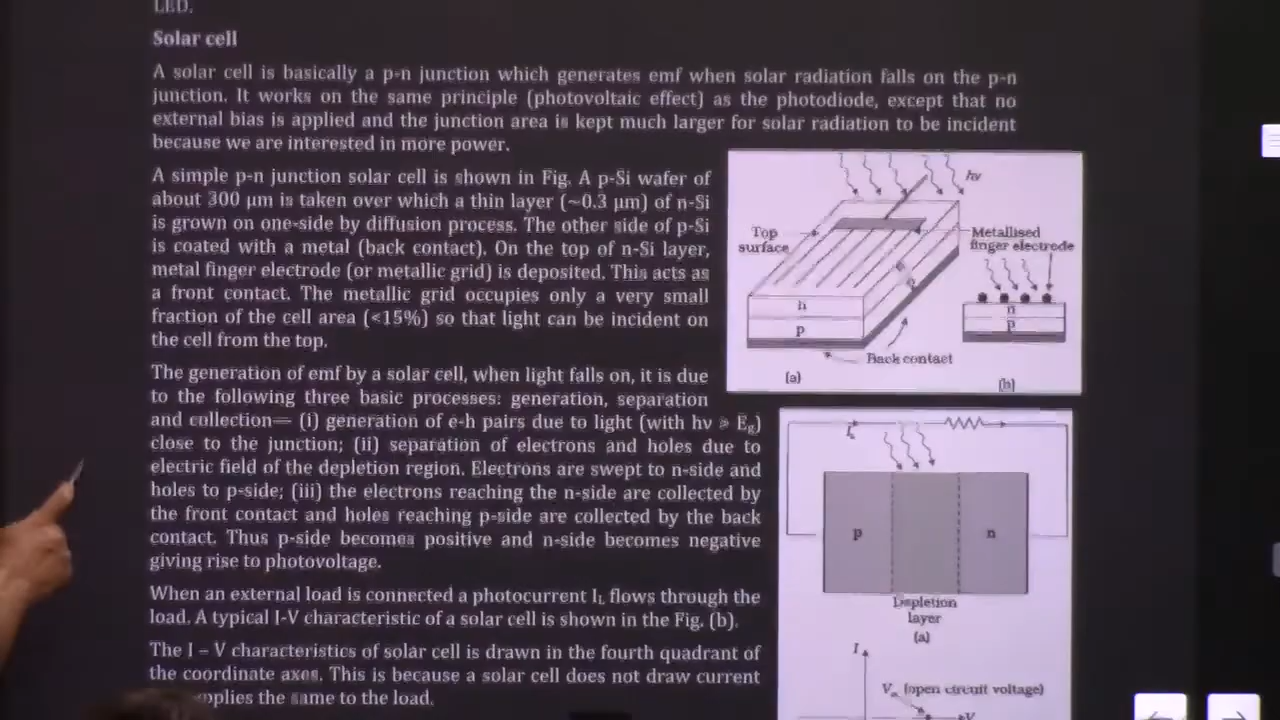 LED.
Solar cell
A solar cell is basically a p-n junction which generates emf when solar radiation falls on the p-n
junction. It works on the same principle (photovoltaic effect) as the photodiode, except that no
external bias is applied and the junction area is kept much larger for solar radiation to be incident
because we are interested in more power.
A simple p-n junction solar cell is shown in Fig. A p-Si wafer of
about 300 μm is taken over which a thin layer (~0.3 μm) of n-Si
is grown on one-side by diffusion process. The other side of p-Si
is coated with a metal (back contact). On the top of n-Si layer,
metal finger electrode (or metallic grid) is deposited. This acts as
a front contact. The metallic grid occupies only a very small
fraction of the cell area (<15%) so that light can be incident on
the cell from the top.
hν
Top
surface
Metallised
finger electrode
n
p
n
p
Back contact
(a)
(b)
The generation of emf by a solar cell, when light falls on, it is due
to the following three basic processes: generation, separation
and collection— (i) generation of e-h pairs due to light (with hν > Eg)
close to the junction; (ii) separation of electrons and holes due to
electric field of the depletion region. Electrons are swept to n-side and
holes to p-side; (iii) the electrons reaching the n-side are collected by
the front contact and holes reaching p-side are collected by the back
contact. Thus p-side becomes positive and n-side becomes negative
giving rise to photovoltage.
When an external load is connected a photocurrent IL flows through the
load. A typical I-V characteristic of a solar cell is shown in the Fig. (b).
The I – V characteristics of solar cell is drawn in the fourth quadrant of
the coordinate axes. This is because a solar cell does not draw current
the same to the load.
IL
p
n
Depletion
layer
(a)
I
Voc (open circuit voltage)
V